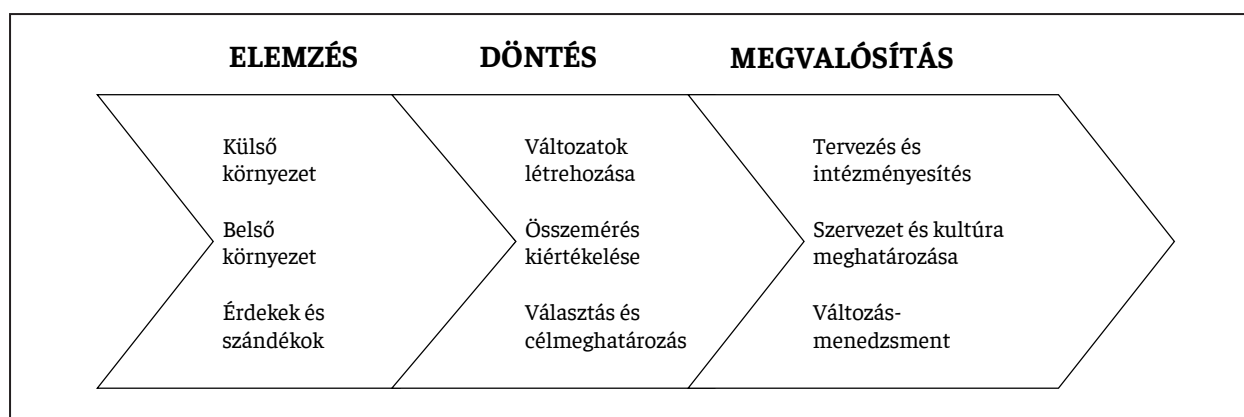 ELEMZÉS
DÖNTÉS
MEGVALÓSÍTÁS
Külső
környezet
Belső
környezet
Érdekek és
szándékok
Változatok
létrehozása
Összemérés
kiértékelése
Választás és
célmeghatározás
Tervezés és
intézményesítés
Szervezet és kultúra
meghatározása
Változás-
menedzsment